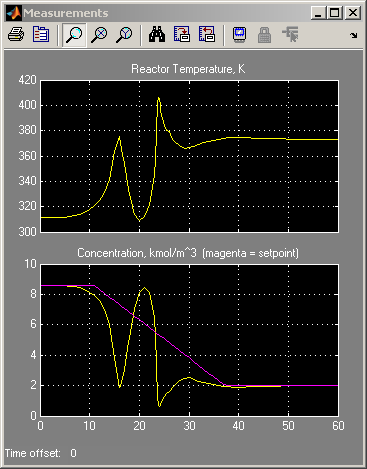 Measurements
Reactor Temperature, K
420
400
380
360
340
320
300
Concentration, kmol/m^3 (magenta = setpoint)
10
8
6
4
2
0
0 10 20 30 40 50 60
Time offset: 0